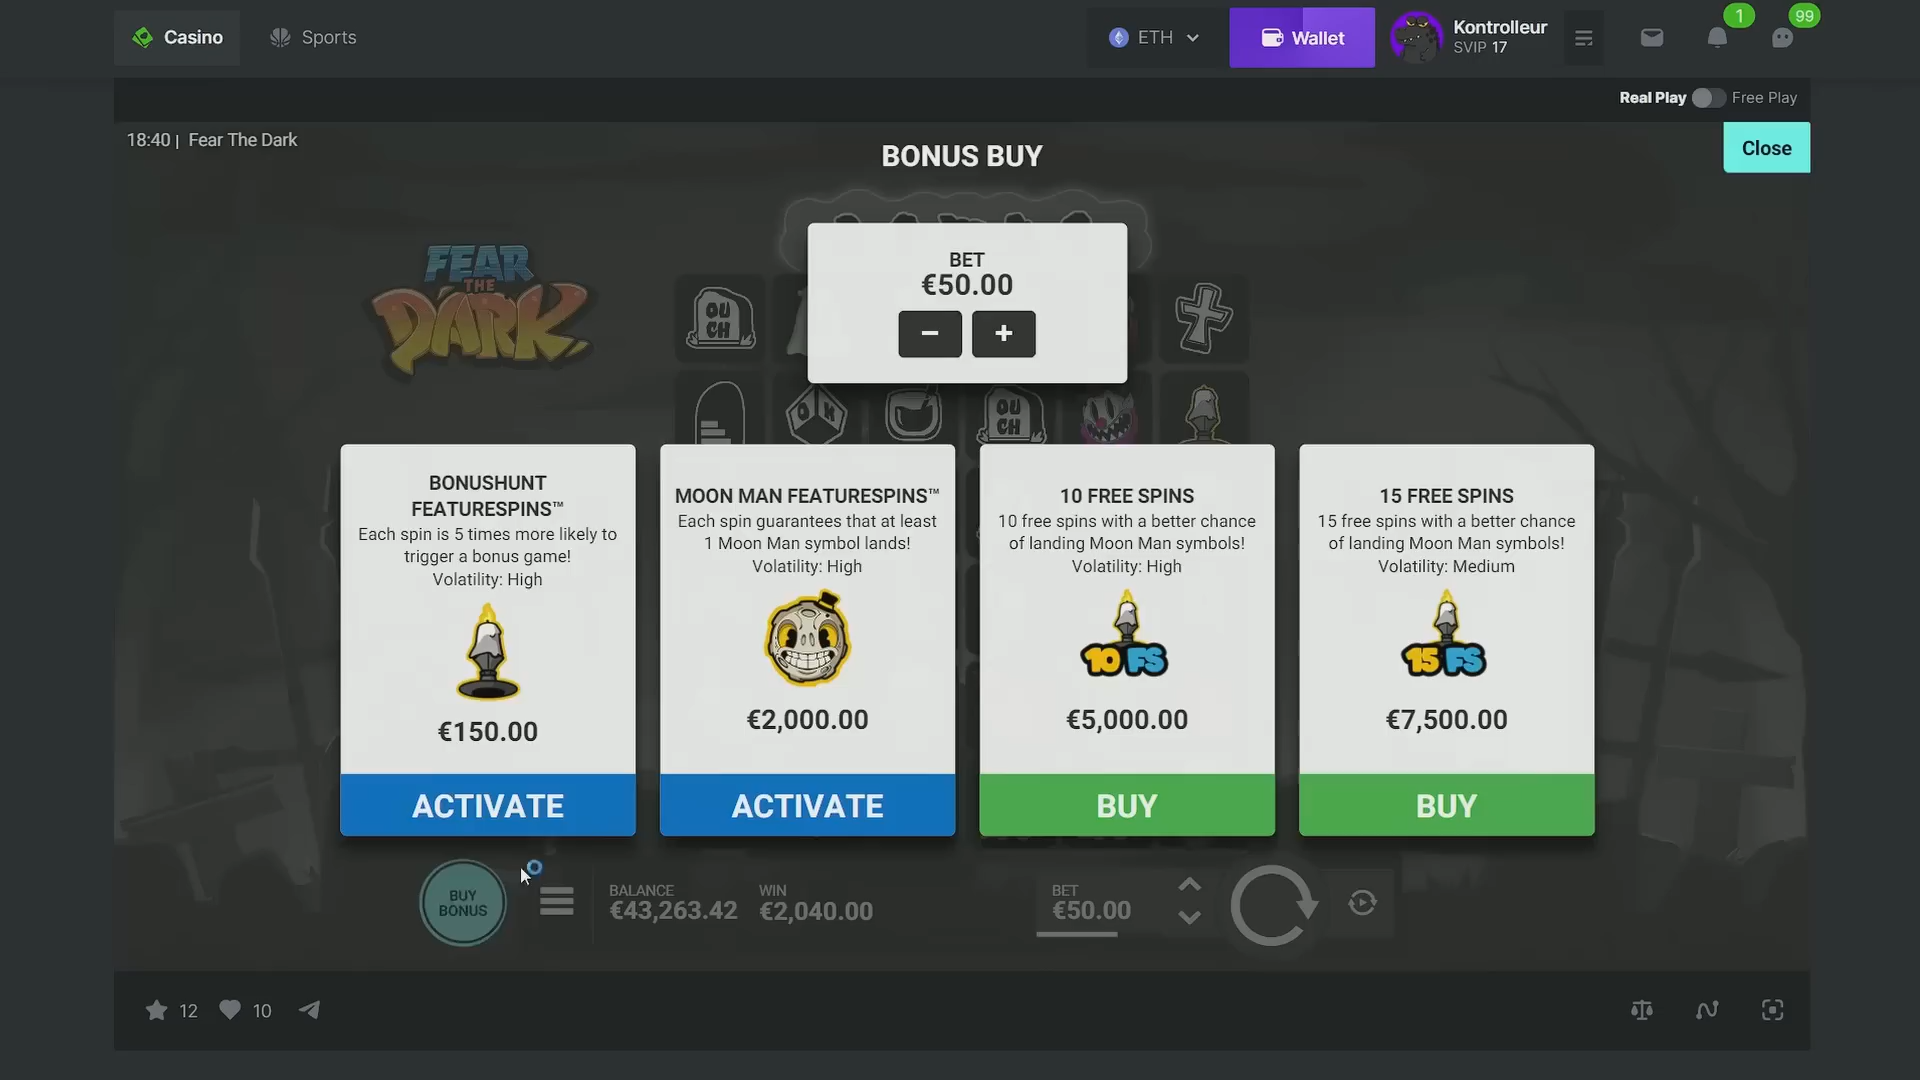 Casino
Sports
ETH
Wallet
Kontrolleur
SVIP 17
1
99
Real Play
Free Play
18:40 | Fear The Dark
BONUS BUY
Close
FEAR
THE
DARK
BET
€50.00
−
+
OU
CH
OK
OU
CH
BONUSHUNT
FEATURESPINS™
Each spin is 5 times more likely to
trigger a bonus game!
Volatility: High
€150.00
ACTIVATE
MOON MAN FEATURESPINS™
Each spin guarantees that at least
1 Moon Man symbol lands!
Volatility: High
€2,000.00
ACTIVATE
10 FREE SPINS
10 free spins with a better chance
of landing Moon Man symbols!
Volatility: High
10 FS
€5,000.00
BUY
15 FREE SPINS
15 free spins with a better chance
of landing Moon Man symbols!
Volatility: Medium
15 FS
€7,500.00
BUY
BUY
BONUS
BALANCE
€43,263.42
WIN
€2,040.00
BET
€50.00
12
10